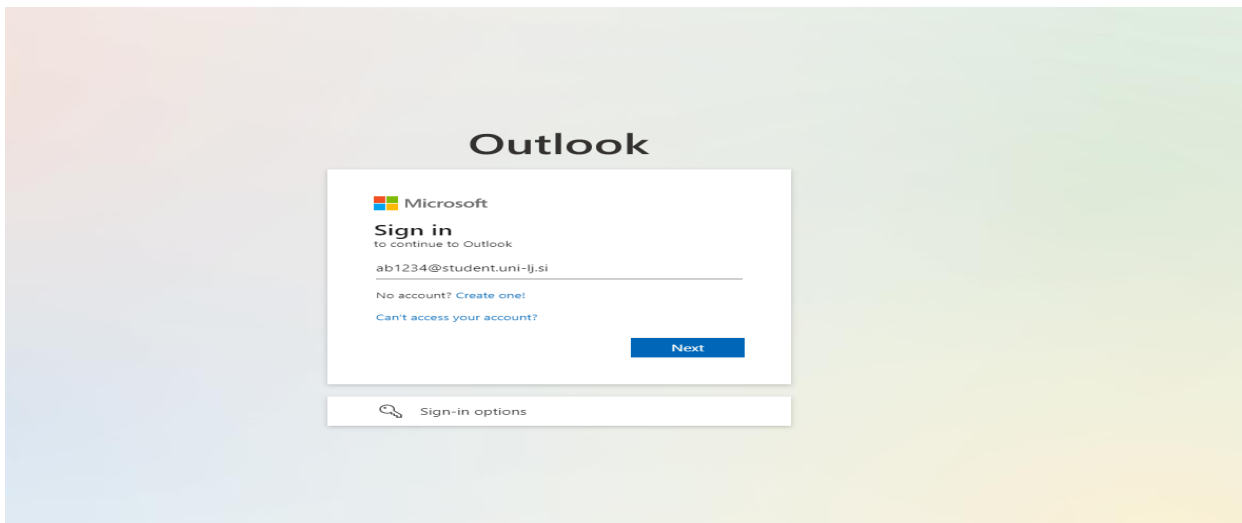 Outlook
Microsoft
Sign in
to continue to Outlook
ab1234@student.uni-lj.si
No account? Create one!
Can't access your account?
Next
Sign-in options